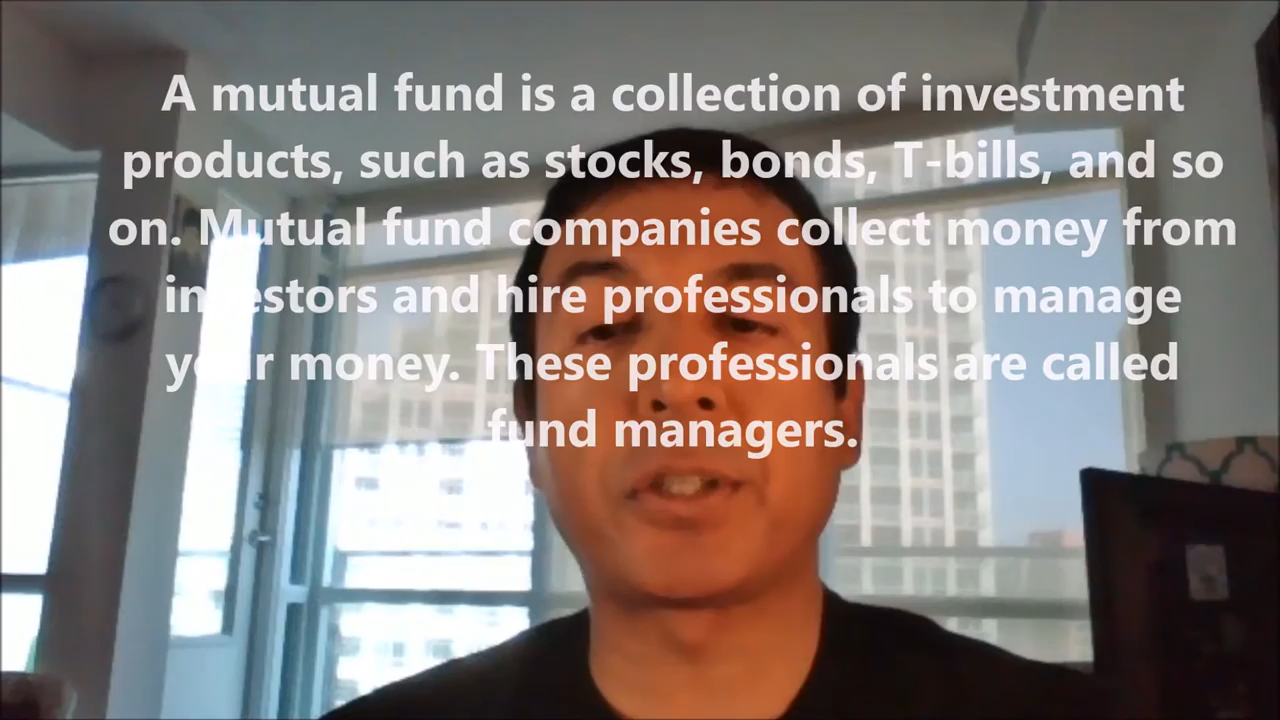 A mutual fund is a collection of investment
products, such as stocks, bonds, T-bills, and so
on. Mutual fund companies collect money from
investors and hire professionals to manage
your money. These professionals are called
fund managers.